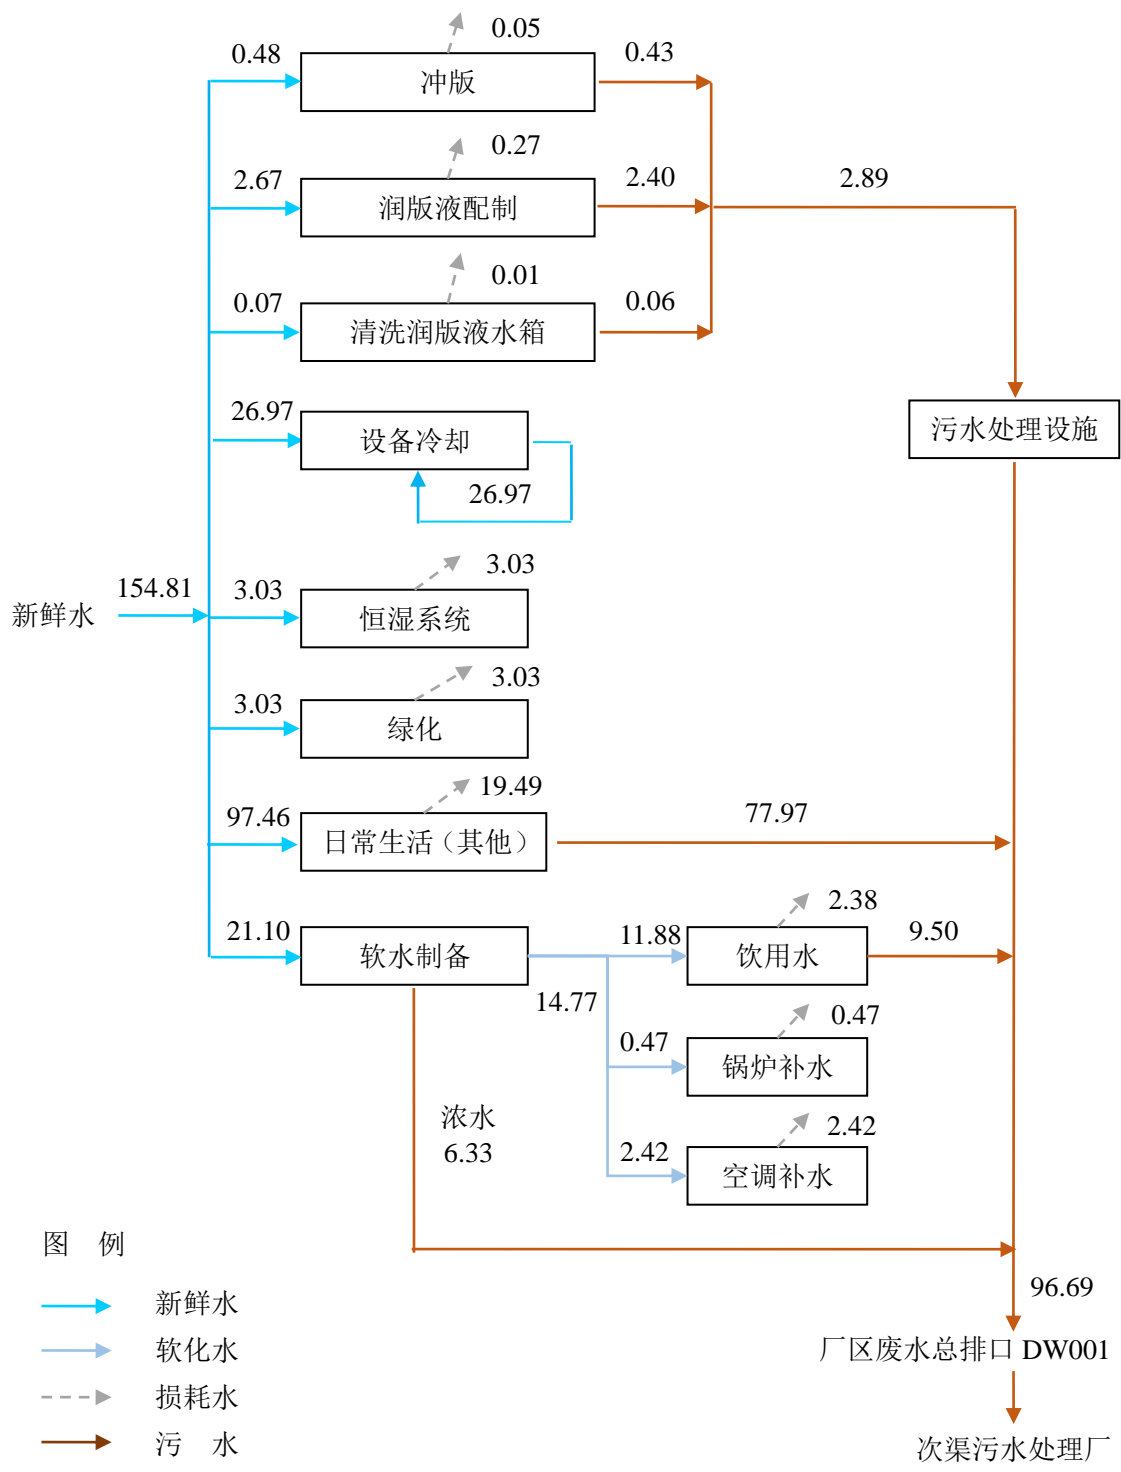 0.05
0.48
冲版
0.43
0.27
2.67
润版液配制
2.40
2.89
0.01
0.07
清洗润版液水箱
0.06
26.97
设备冷却
污水处理设施
26.97
3.03
154.81
3.03
新鲜水
恒湿系统
3.03
3.03
绿化
19.49
97.46
日常生活（其他）
77.97
2.38
21.10
软水制备
11.88
饮用水
9.50
14.77
0.47
0.47
锅炉补水
浓水
6.33
2.42
2.42
空调补水
图 例
96.69
新鲜水
软化水
厂区废水总排口 DW001
损耗水
污 水
次渠污水处理厂